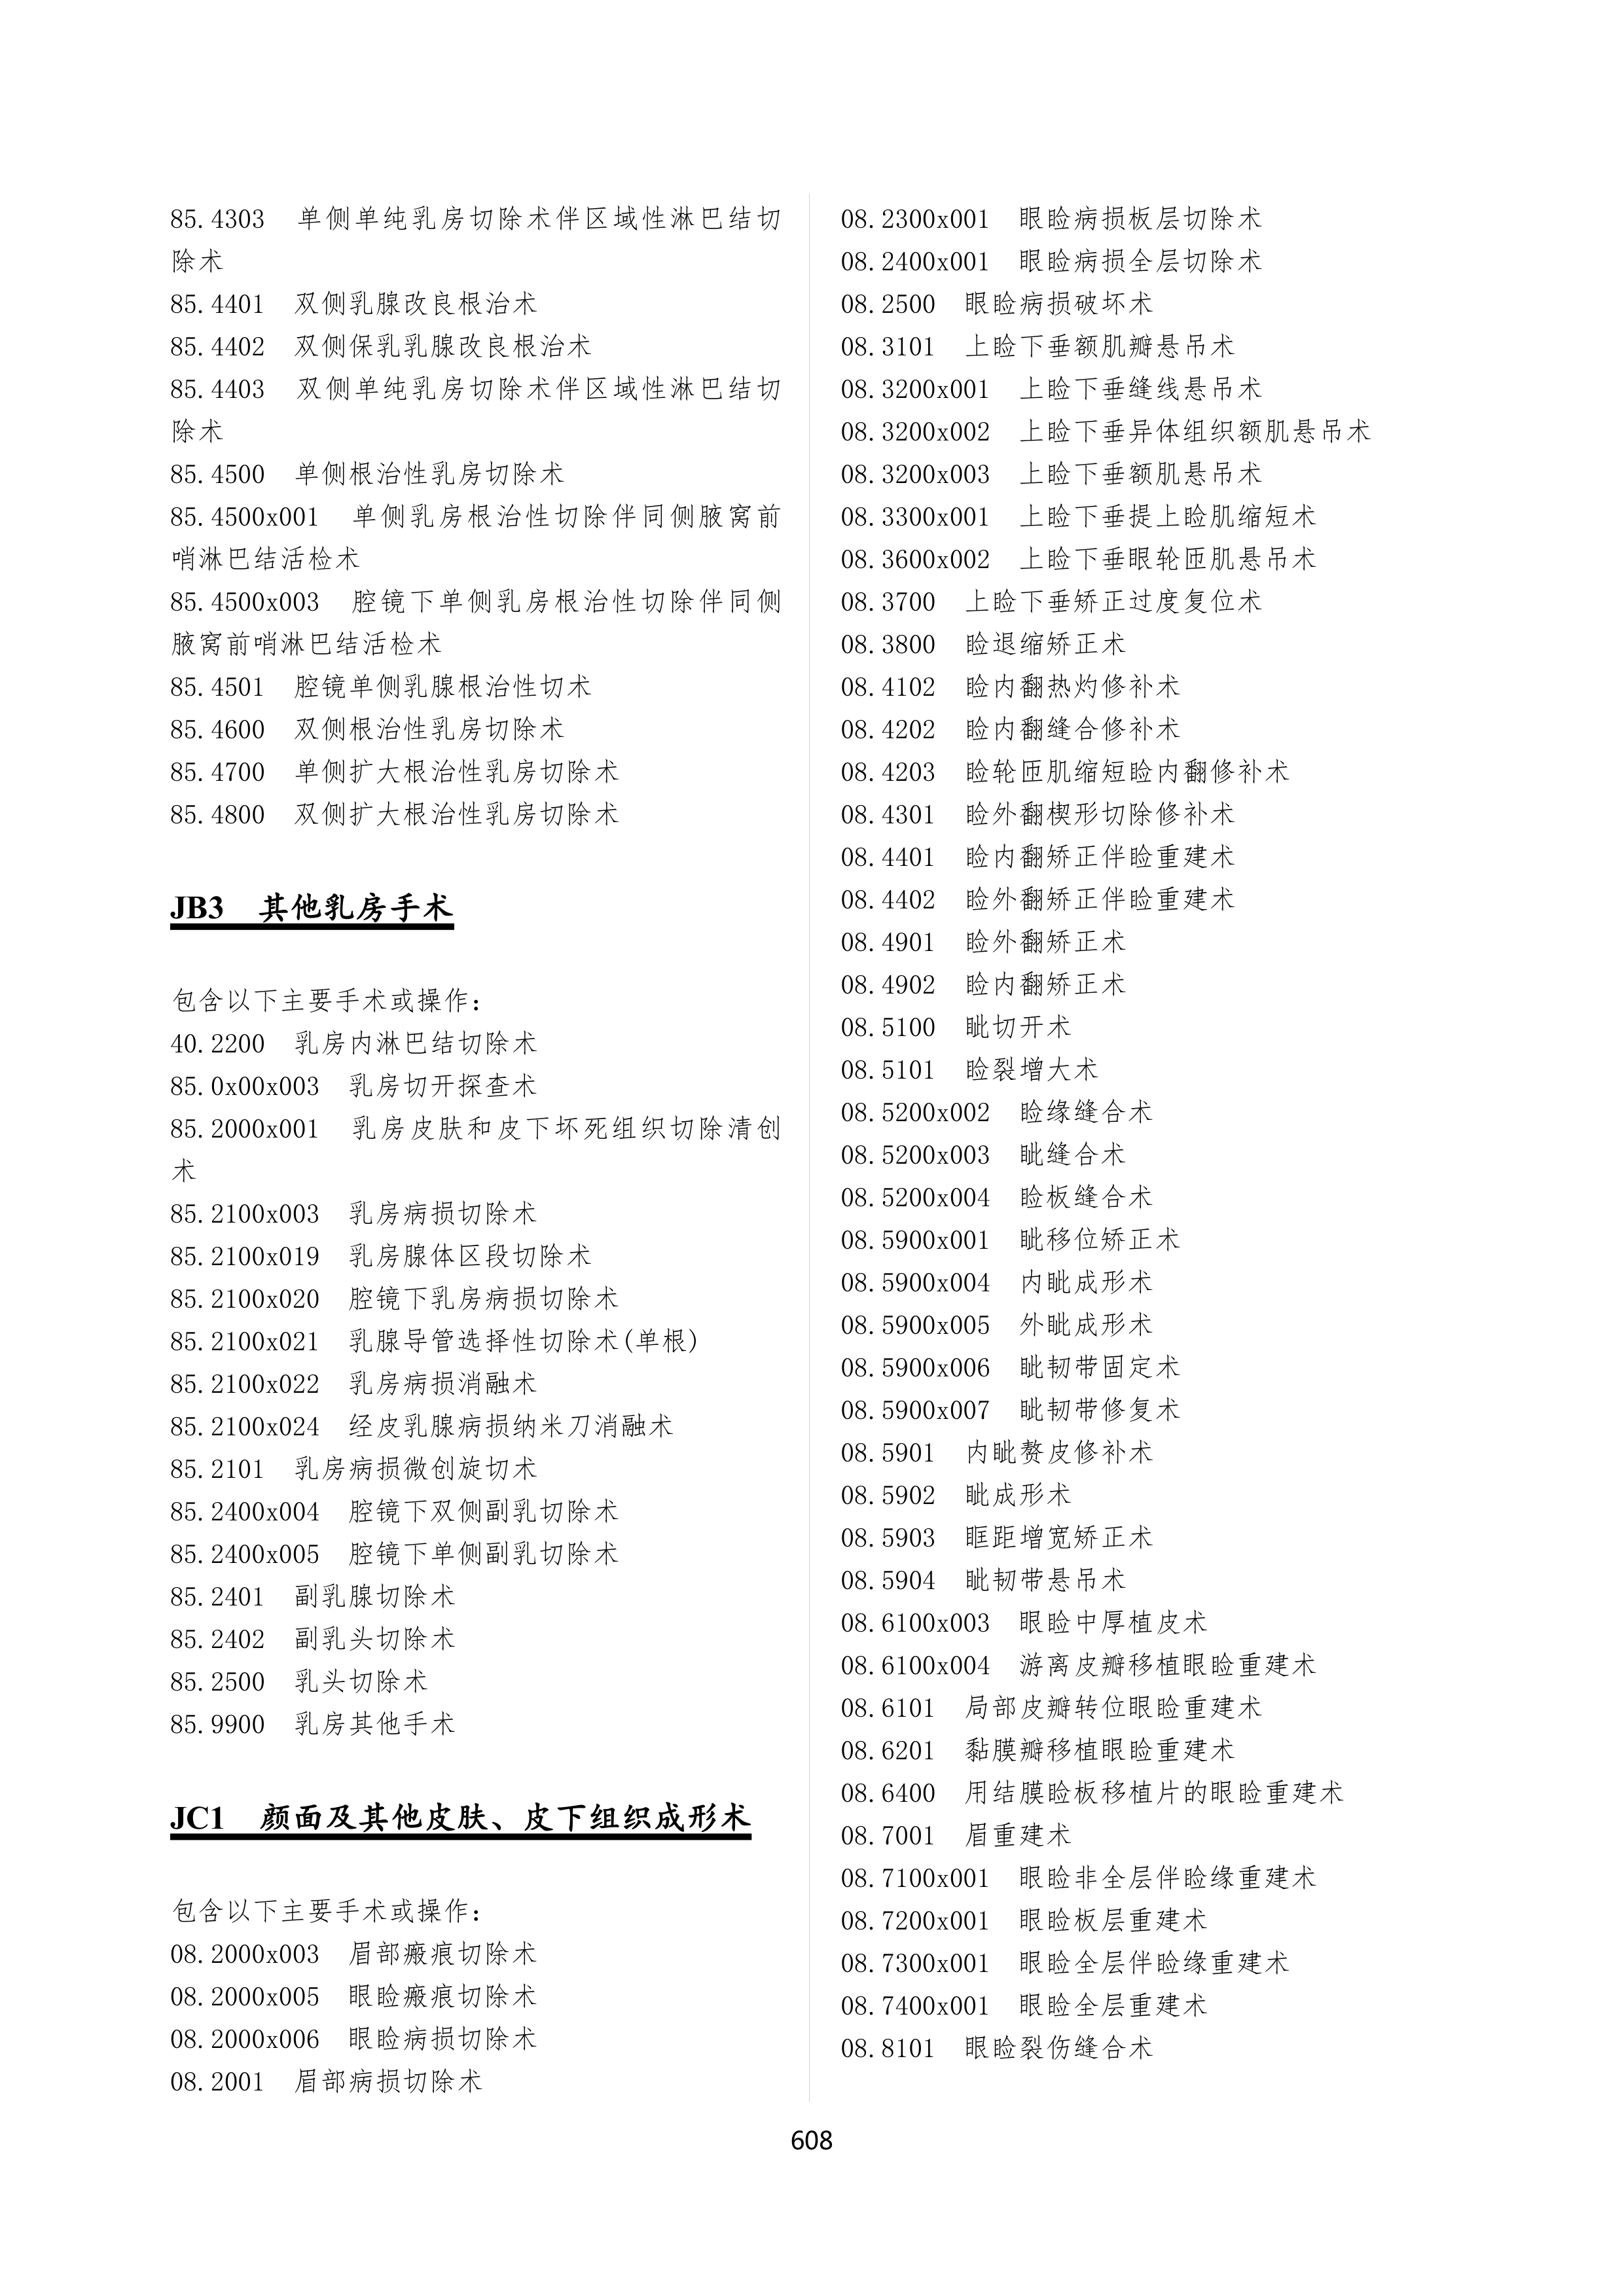 85.4303　单侧单纯乳房切除术伴区域性淋巴结切
除术
85.4401　双侧乳腺改良根治术
85.4402　双侧保乳乳腺改良根治术
85.4403　双侧单纯乳房切除术伴区域性淋巴结切
除术
85.4500　单侧根治性乳房切除术
85.4500x001　单侧乳房根治性切除伴同侧腋窝前
哨淋巴结活检术
85.4500x003　腔镜下单侧乳房根治性切除伴同侧
腋窝前哨淋巴结活检术
85.4501　腔镜单侧乳腺根治性切术
85.4600　双侧根治性乳房切除术
85.4700　单侧扩大根治性乳房切除术
85.4800　双侧扩大根治性乳房切除术
JB3　其他乳房手术
包含以下主要手术或操作：
40.2200　乳房内淋巴结切除术
85.0x00x003　乳房切开探查术
85.2000x001　乳房皮肤和皮下坏死组织切除清创
术
85.2100x003　乳房病损切除术
85.2100x019　乳房腺体区段切除术
85.2100x020　腔镜下乳房病损切除术
85.2100x021　乳腺导管选择性切除术(单根)
85.2100x022　乳房病损消融术
85.2100x024　经皮乳腺病损纳米刀消融术
85.2101　乳房病损微创旋切术
85.2400x004　腔镜下双侧副乳切除术
85.2400x005　腔镜下单侧副乳切除术
85.2401　副乳腺切除术
85.2402　副乳头切除术
85.2500　乳头切除术
85.9900　乳房其他手术
JC1　颜面及其他皮肤、皮下组织成形术
包含以下主要手术或操作：
08.2000x003　眉部瘢痕切除术
08.2000x005　眼睑瘢痕切除术
08.2000x006　眼睑病损切除术
08.2001　眉部病损切除术
08.2300x001　眼睑病损板层切除术
08.2400x001　眼睑病损全层切除术
08.2500　眼睑病损破坏术
08.3101　上睑下垂额肌瓣悬吊术
08.3200x001　上睑下垂缝线悬吊术
08.3200x002　上睑下垂异体组织额肌悬吊术
08.3200x003　上睑下垂额肌悬吊术
08.3300x001　上睑下垂提上睑肌缩短术
08.3600x002　上睑下垂眼轮匝肌悬吊术
08.3700　上睑下垂矫正过度复位术
08.3800　睑退缩矫正术
08.4102　睑内翻热灼修补术
08.4202　睑内翻缝合修补术
08.4203　睑轮匝肌缩短睑内翻修补术
08.4301　睑外翻楔形切除修补术
08.4401　睑内翻矫正伴睑重建术
08.4402　睑外翻矫正伴睑重建术
08.4901　睑外翻矫正术
08.4902　睑内翻矫正术
08.5100　眦切开术
08.5101　睑裂增大术
08.5200x002　睑缘缝合术
08.5200x003　眦缝合术
08.5200x004　睑板缝合术
08.5900x001　眦移位矫正术
08.5900x004　内眦成形术
08.5900x005　外眦成形术
08.5900x006　眦韧带固定术
08.5900x007　眦韧带修复术
08.5901　内眦赘皮修补术
08.5902　眦成形术
08.5903　眶距增宽矫正术
08.5904　眦韧带悬吊术
08.6100x003　眼睑中厚植皮术
08.6100x004　游离皮瓣移植眼睑重建术
08.6101　局部皮瓣转位眼睑重建术
08.6201　黏膜瓣移植眼睑重建术
08.6400　用结膜睑板移植片的眼睑重建术
08.7001　眉重建术
08.7100x001　眼睑非全层伴睑缘重建术
08.7200x001　眼睑板层重建术
08.7300x001　眼睑全层伴睑缘重建术
08.7400x001　眼睑全层重建术
08.8101　眼睑裂伤缝合术
608